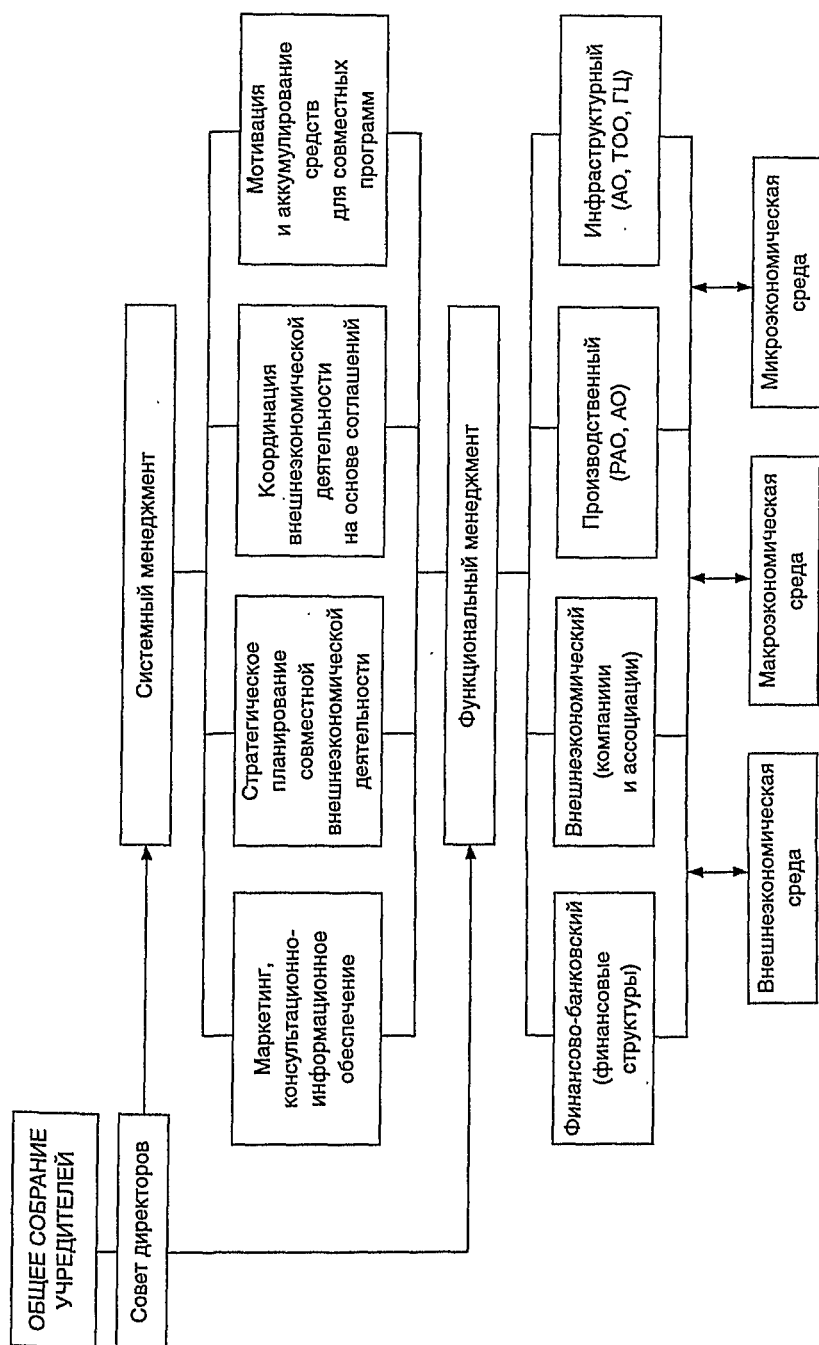 ОБЩЕЕ СОБРАНИЕ
УЧРЕДИТЕЛЕЙ
Совет директоров
Системный менеджмент
Маркетинг,
консультационно-
информационное
обеспечение
Стратегическое
планирование
совместной
внешнеэкономической
деятельности
Координация
внешнеэкономической
деятельности
на основе соглашений
Мотивация
и аккумулирование
средств
для совместных
программ
Функциональный менеджмент
Финансово-банковский
(финансовые
структуры)
Внешнеэкономический
(компаниии
и ассоциации)
Производственный
(РАО, АО)
Инфраструктурный
(АО, ТОО, ГЦ)
Внешнеэкономическая
среда
Макроэкономическая
среда
Микроэкономическая
среда